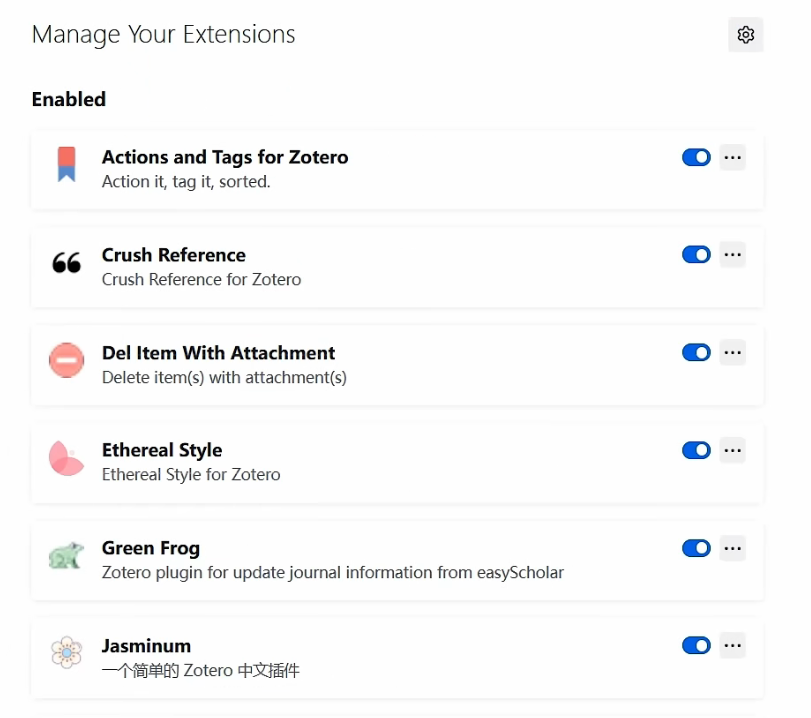 Manage Your Extensions
Enabled
Actions and Tags for Zotero
Action it, tag it, sorted.
Crush Reference
Crush Reference for Zotero
Del Item With Attachment
Delete item(s) with attachment(s)
Ethereal Style
Ethereal Style for Zotero
Green Frog
Zotero plugin for update journal information from easyScholar
Jasminum
一个简单的 Zotero 中文插件